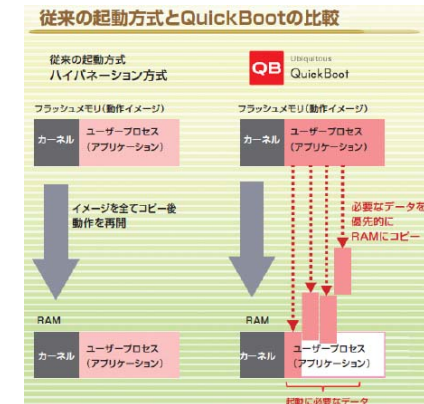 従来の起動方式とQuickBootの比較
従来の起動方式
ハイバネーション方式
QB
Ubiquitous
QuickBoot
フラッシュメモリ(動作イメージ)
カーネル
ユーザープロセス
(アプリケーション)
フラッシュメモリ(動作イメージ)
カーネル
ユーザープロセス
(アプリケーション)
イメージを全てコピー後
動作を再開
必要なデータを
優先的に
RAMにコピー
RAM
カーネル
ユーザープロセス
(アプリケーション)
RAM
カーネル
ユーザープロセス
(アプリケーション)
起動に必要なデータ